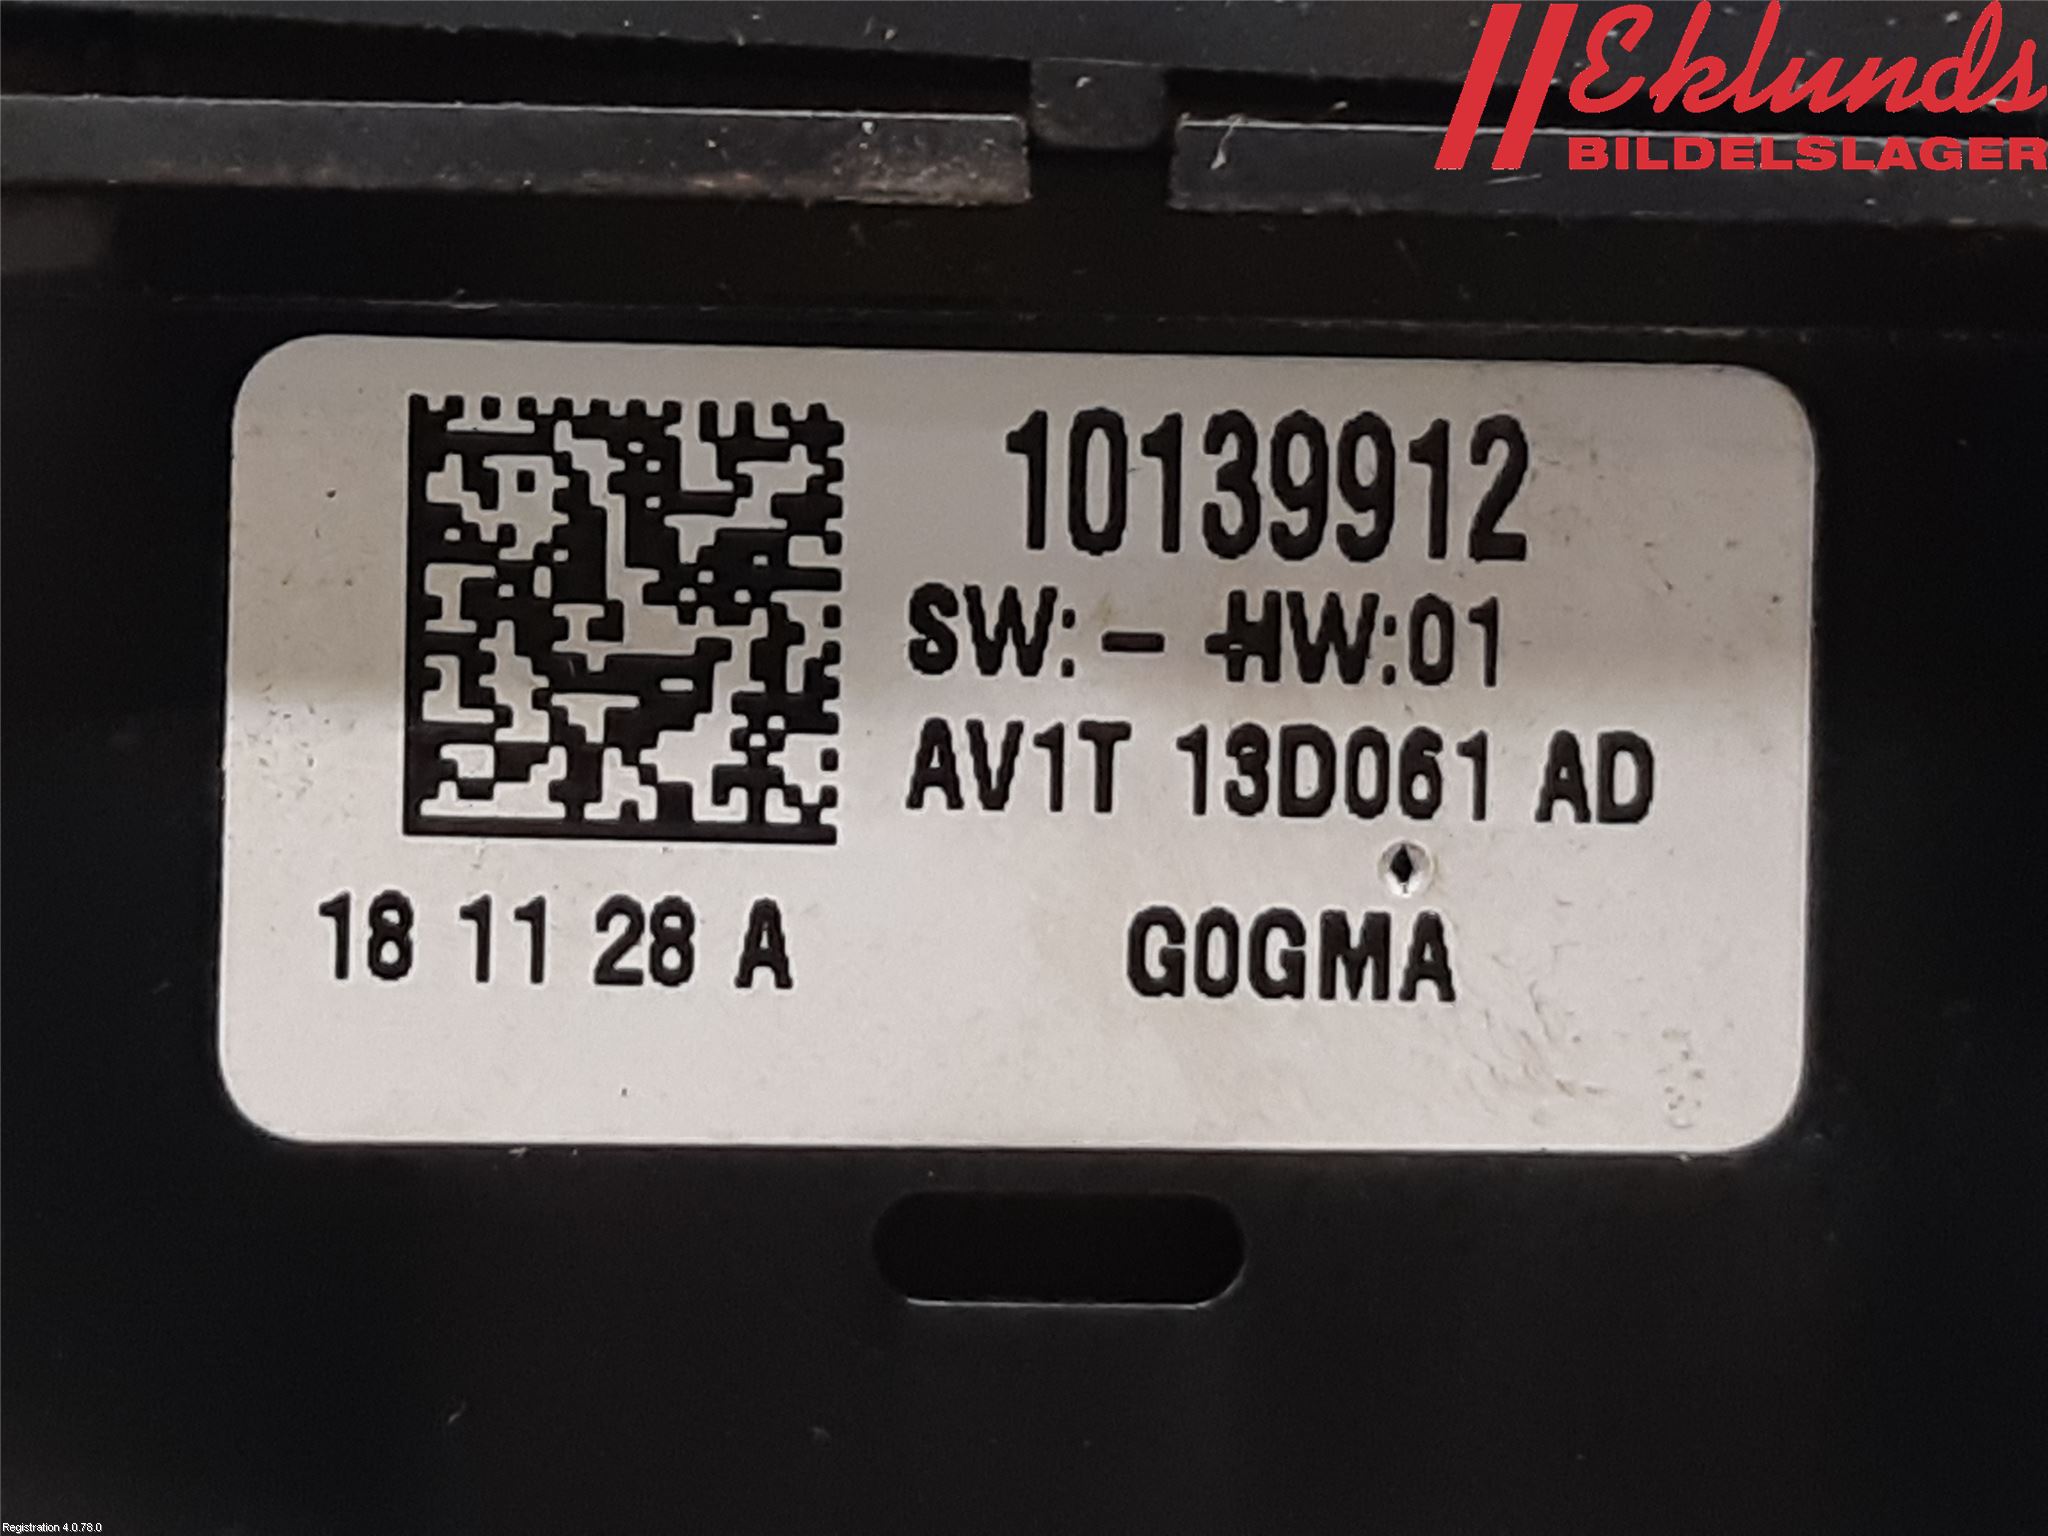 Eklunds
BILDELSLAGER
10139912
SW: - HW:01
AV1T 13D061 AD
18 11 28 A
G0GMA
Registration 4.0.78.0